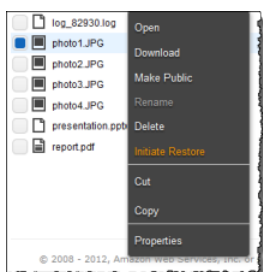 log_82930.log
photo1.JPG
photo2.JPG
photo3.JPG
photo4.JPG
presentation.pptx
report.pdf
Open
Download
Make Public
Rename
Delete
Initiate Restore
Cut
Copy
Properties
© 2008 - 2012, Amazon Web Services, Inc. or